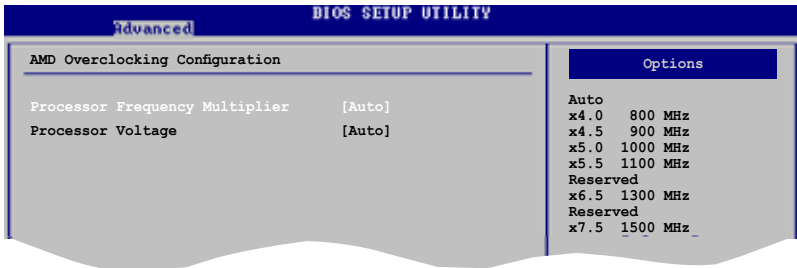 BIOS SETUP UTILITY
Advanced
AMD Overclocking Configuration
Processor Frequency Multiplier [Auto]
Processor Voltage [Auto]
Options
Auto
x4.0 800 MHz
x4.5 900 MHz
x5.0 1000 MHz
x5.5 1100 MHz
Reserved
x6.5 1300 MHz
Reserved
x7.5 1500 MHz